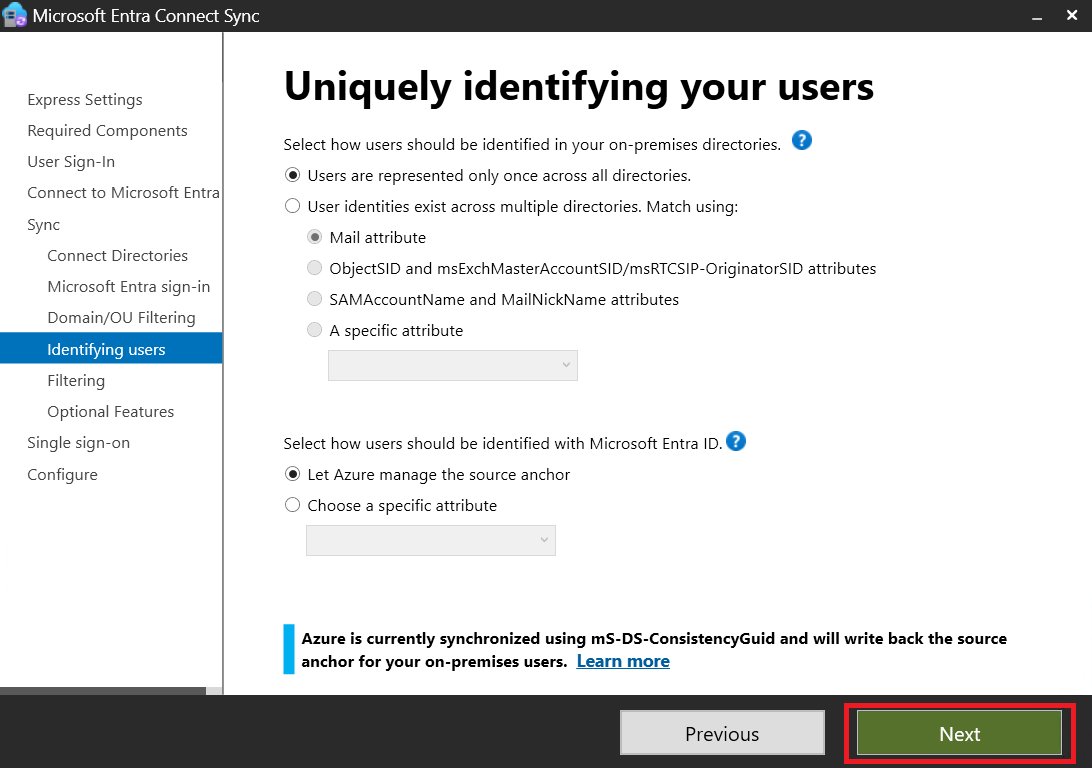 Microsoft Entra Connect Sync
Express Settings
Required Components
User Sign-In
Connect to Microsoft Entra
Sync
Connect Directories
Microsoft Entra sign-in
Domain/OU Filtering
Identifying users
Filtering
Optional Features
Single sign-on
Configure
Uniquely identifying your users
Select how users should be identified in your on-premises directories. ?
Users are represented only once across all directories.
User identities exist across multiple directories. Match using:
Mail attribute
ObjectSID and msExchMasterAccountSID/msRTCSIP-OriginatorSID attributes
SAMAccountName and MailNickName attributes
A specific attribute
Select how users should be identified with Microsoft Entra ID. ?
Let Azure manage the source anchor
Choose a specific attribute
Azure is currently synchronized using mS-DS-ConsistencyGuid and will write back the source
anchor for your on-premises users. Learn more
Previous
Next